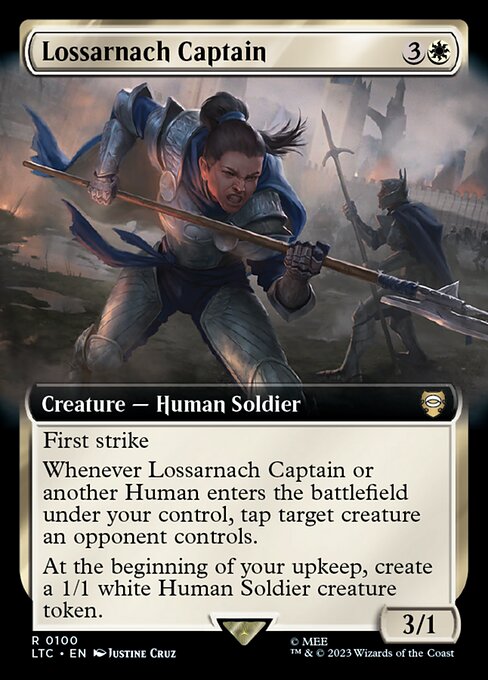 Lossarnach Captain 3
Creature — Human Soldier
First strike
Whenever Lossarnach Captain or
another Human enters the battlefield
under your control, tap target creature
an opponent controls.
At the beginning of your upkeep, create
a 1/1 white Human Soldier creature
token.
3/1
R 0100
LTC • EN Justine Cruz
© MEE
™ & © 2023 Wizards of the Coast